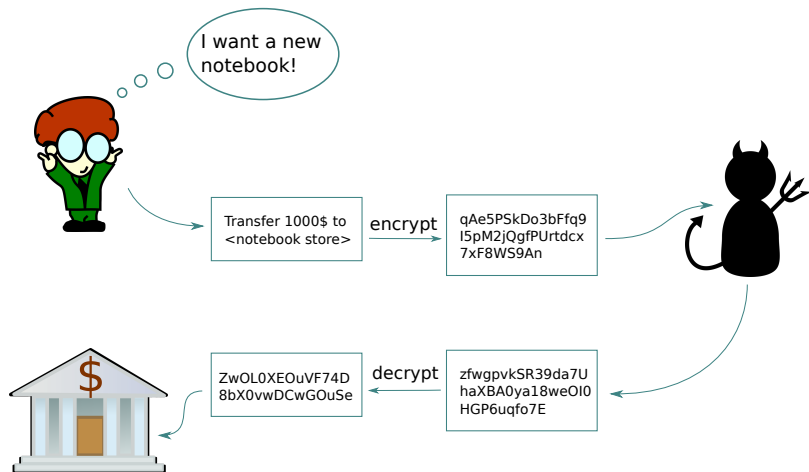 I want a new
notebook!
Transfer 1000$ to
<notebook store>
encrypt
qAe5PSkDo3bFfq9
I5pM2jQgfPUrtdcx
7xF8WS9An
$
ZwOL0XEOuVF74D
8bX0vwDCwGOuSe
decrypt
zfwgpvkSR39da7U
haXBA0ya18weOI0
HGP6uqfo7E